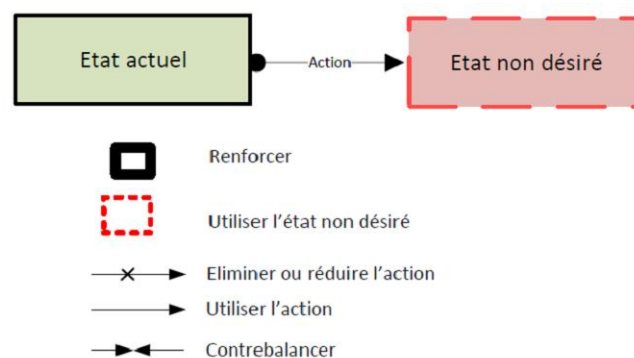 Etat actuel
Action
Etat non désiré
Renforcer
Utiliser l'état non désiré
Eliminer ou réduire l'action
Utiliser l'action
Contrebalancer